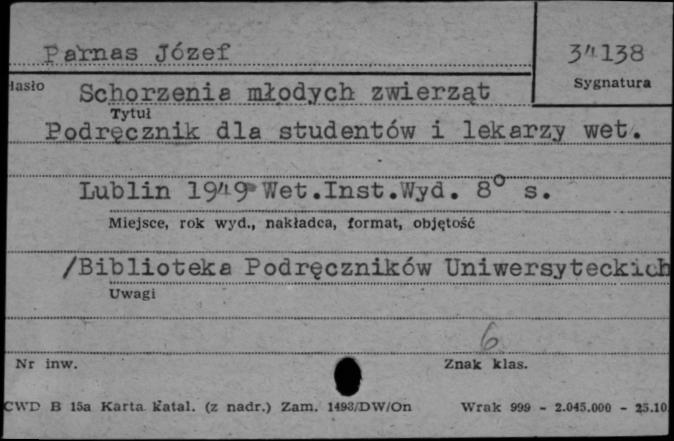 Parnas Józef
34138
Sygnatura
Hasło
Schorzenia młodych zwierząt
Tytuł
Podręcznik dla studentów i lekarzy wet.
Lublin 1949 Wet.Inst.Wyd. 8° s.
Miejsce, rok wyd., nakładca, format, objętość
/Biblioteka Podręczników Uniwersyteckich
Uwagi
6
Nr inw.
Znak klas.
CWD B 15a Karta Katal. (z nadr.) Zam. 1493/DW/On Wrak 999 - 2.045.000 - 25.10